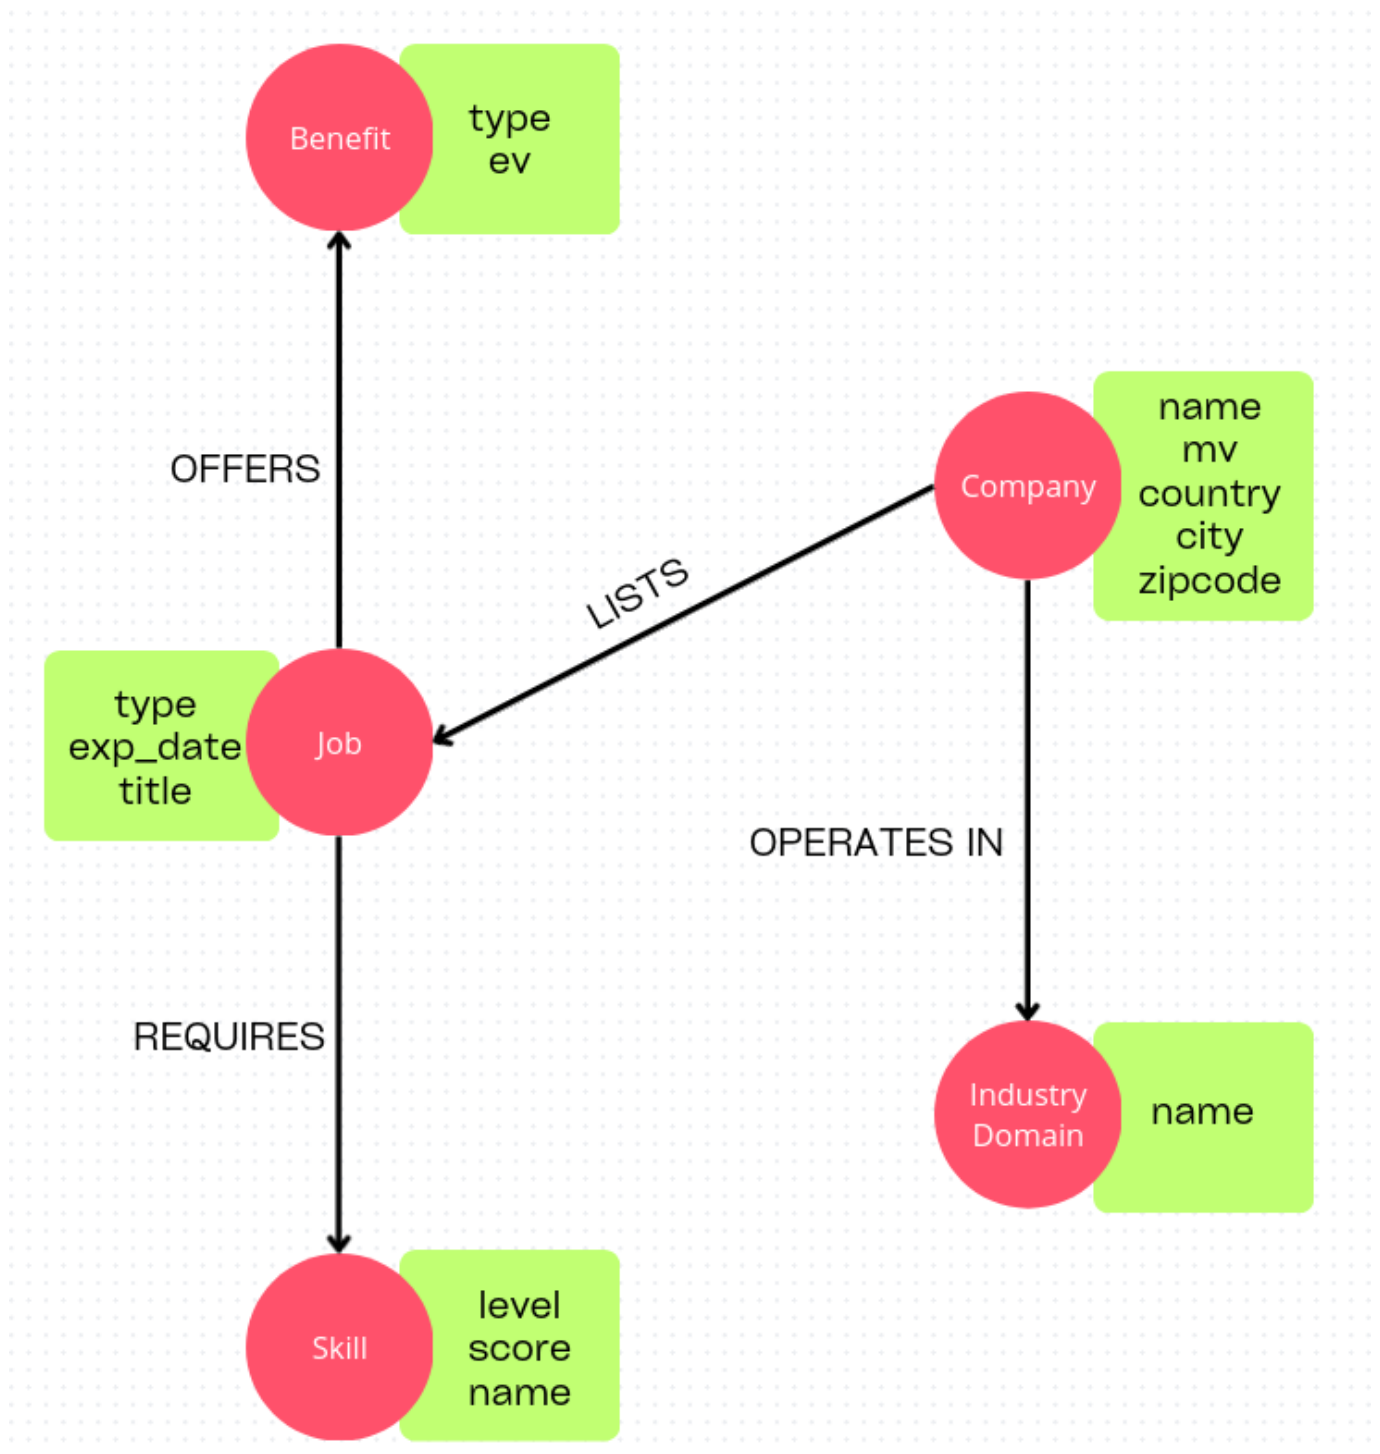 Benefit
type
ev
OFFERS
name
mv
country
city
zipcode
Company
LISTS
type
exp_date
title
Job
OPERATES IN
REQUIRES
Industry
Domain
name
Skill
level
score
name